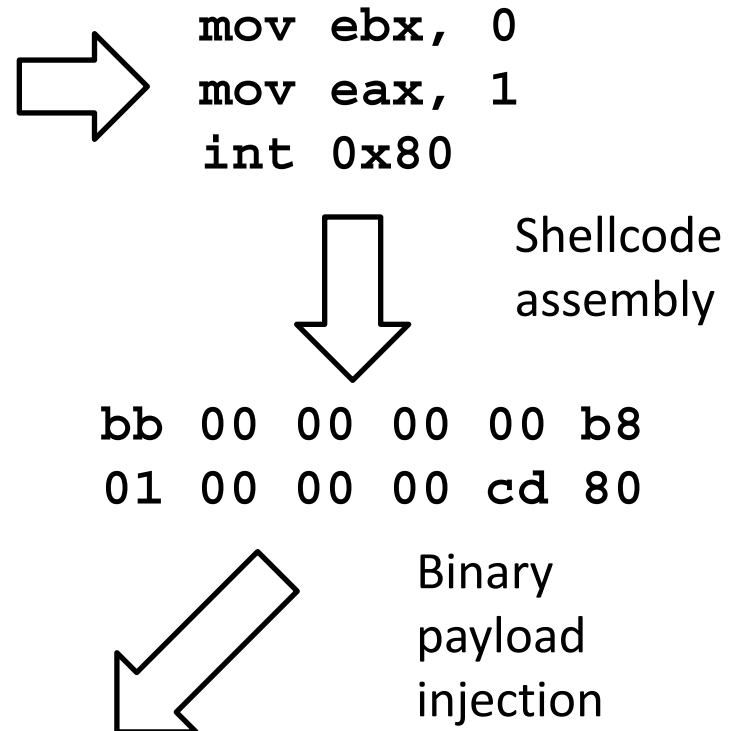 mov ebx, 0
mov eax, 1
int 0x80
Shellcode
assembly
bb 00 00 00 00 b8
01 00 00 00 cd 80
Binary
payload
injection